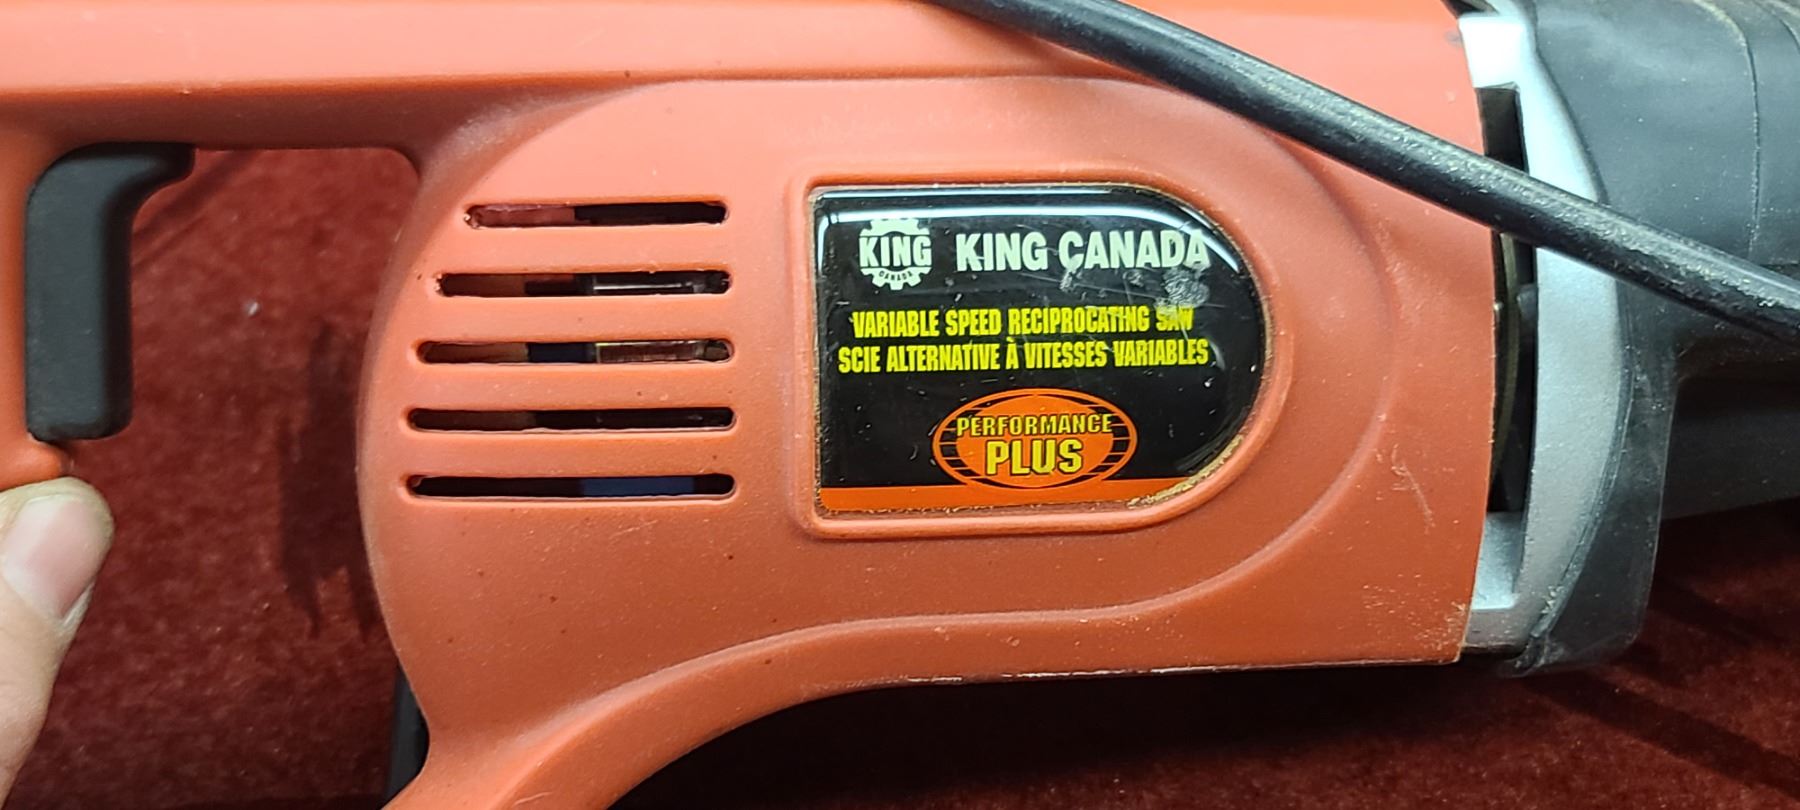 KING
CANADA
KING CANADA
VARIABLE SPEED RECIPROCATING SAW
SCIE ALTERNATIVE À VITESSES VARIABLES
PERFORMANCE
PLUS